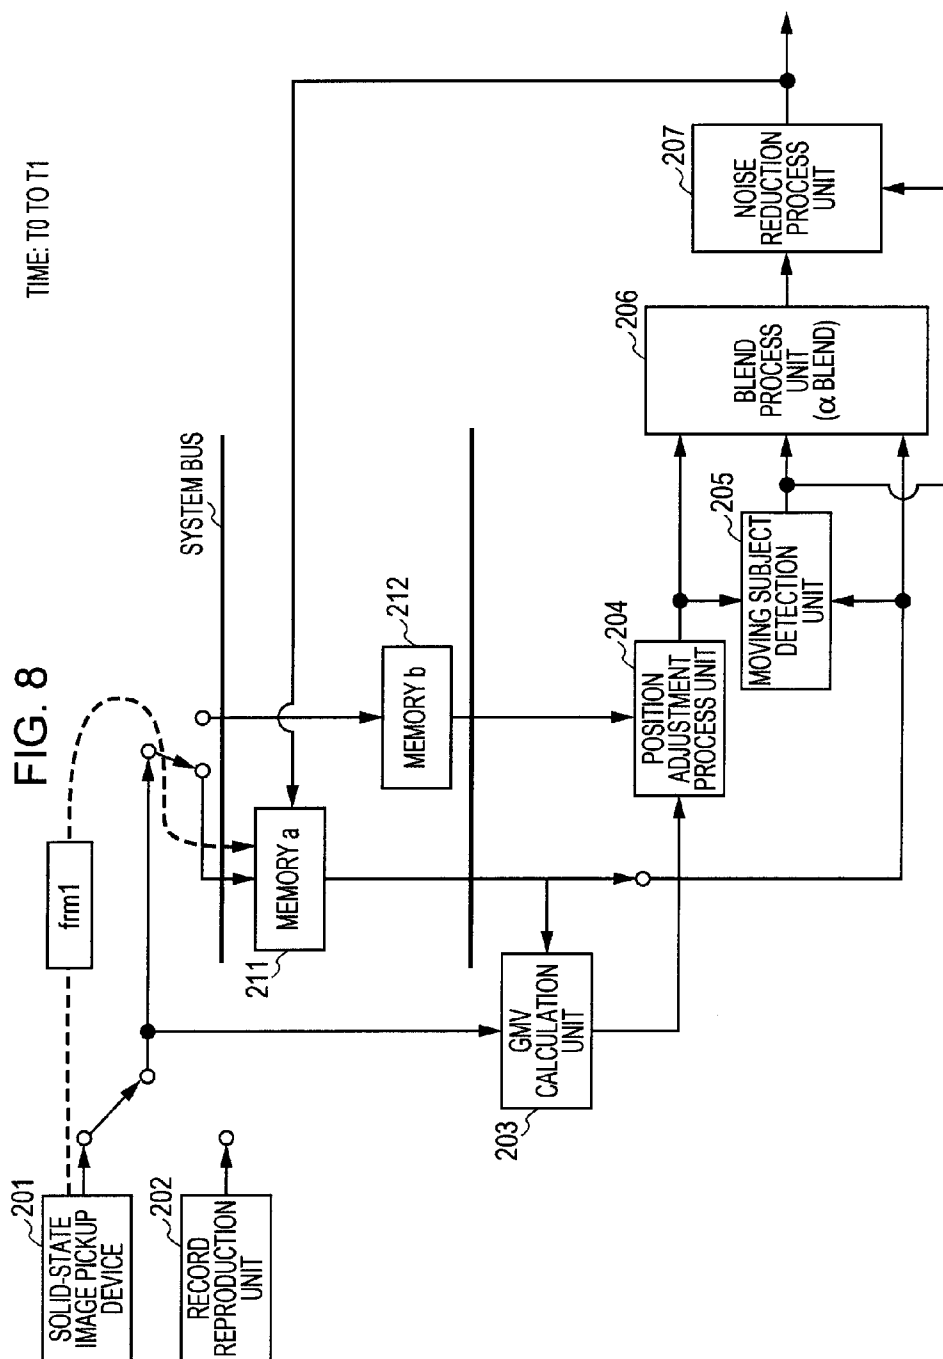 FIG. 8
TIME: T0 TO T1
201
SOLID-STATE
IMAGE PICKUP
DEVICE
frm1
202
RECORD
REPRODUCTION
UNIT
SYSTEM BUS
211
MEMORY a
212
MEMORY b
203
GMV
CALCULATION
UNIT
204
POSITION
ADJUSTMENT
PROCESS UNIT
205
MOVING SUBJECT
DETECTION
UNIT
206
BLEND
PROCESS
UNIT
(α BLEND)
207
NOISE
REDUCTION
PROCESS
UNIT